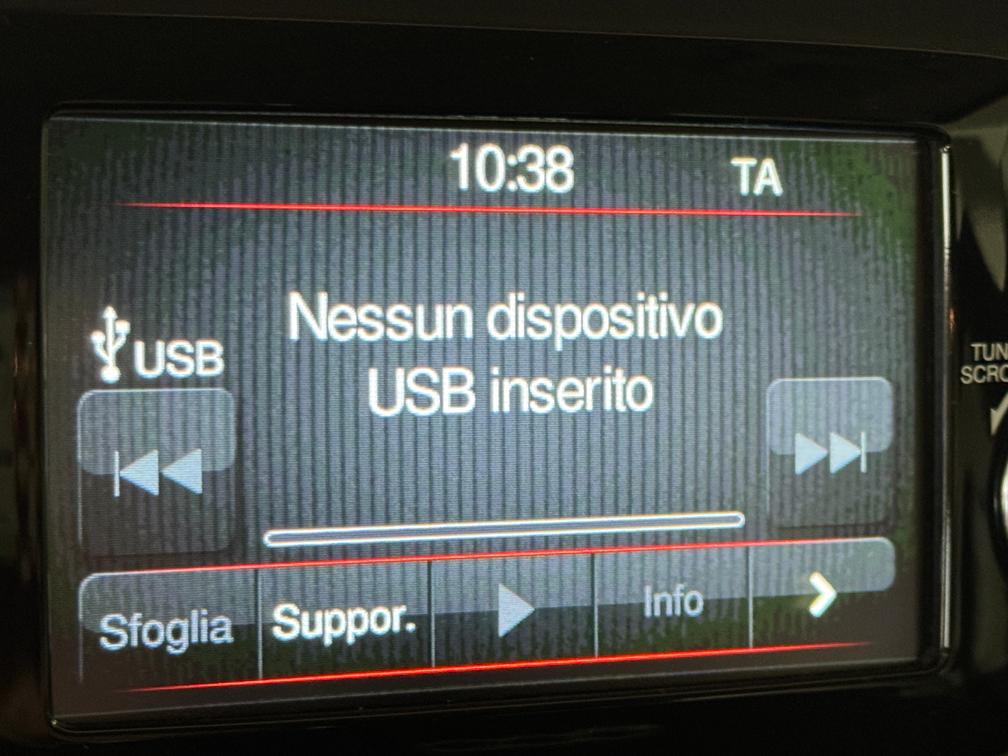 10:38 TA
USB
Nessun dispositivo
USB inserito
Sfoglia Suppor. Info